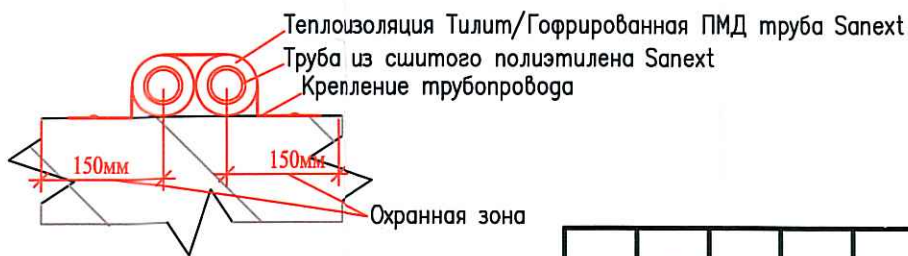 Теплоизоляция Тилит/Гофрированная ПМД труба Sanext
Труба из сшитого полиэтилена Sanext
Крепление трубопровода
150мм 150мм
Охранная зона